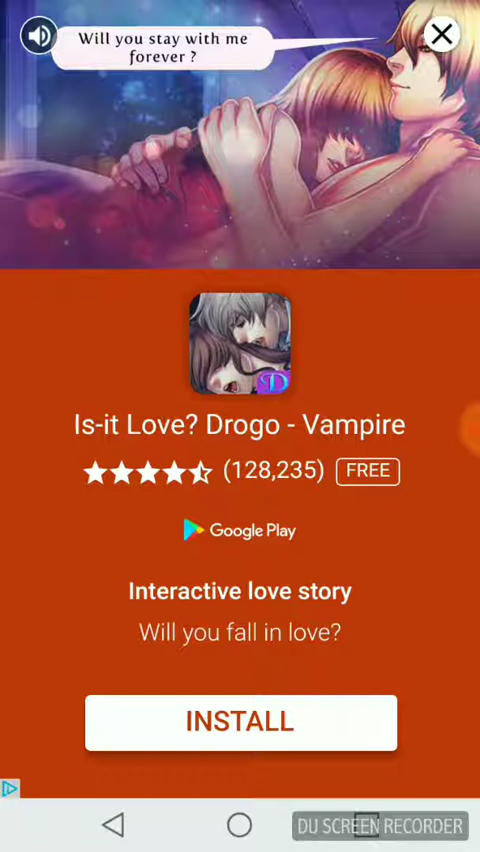 Will you stay with me
forever ?
D
Is-it Love? Drogo - Vampire
(128,235) FREE
Google Play
Interactive love story
Will you fall in love?
INSTALL
DU SCREEN RECORDER